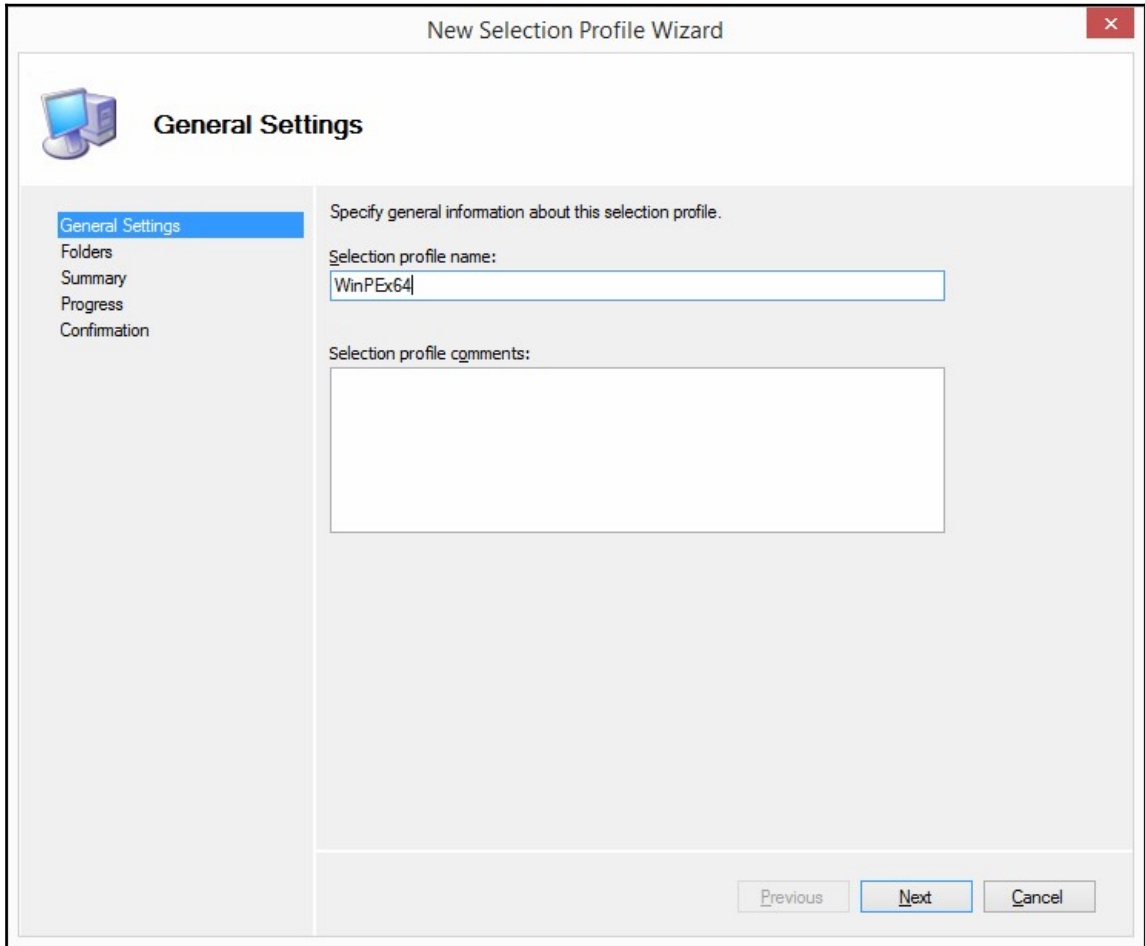 New Selection Profile Wizard
General Settings
General Settings
Folders
Summary
Progress
Confirmation
Specify general information about this selection profile.
Selection profile name:
WinPEx64
Selection profile comments:
Previous
Next
Cancel